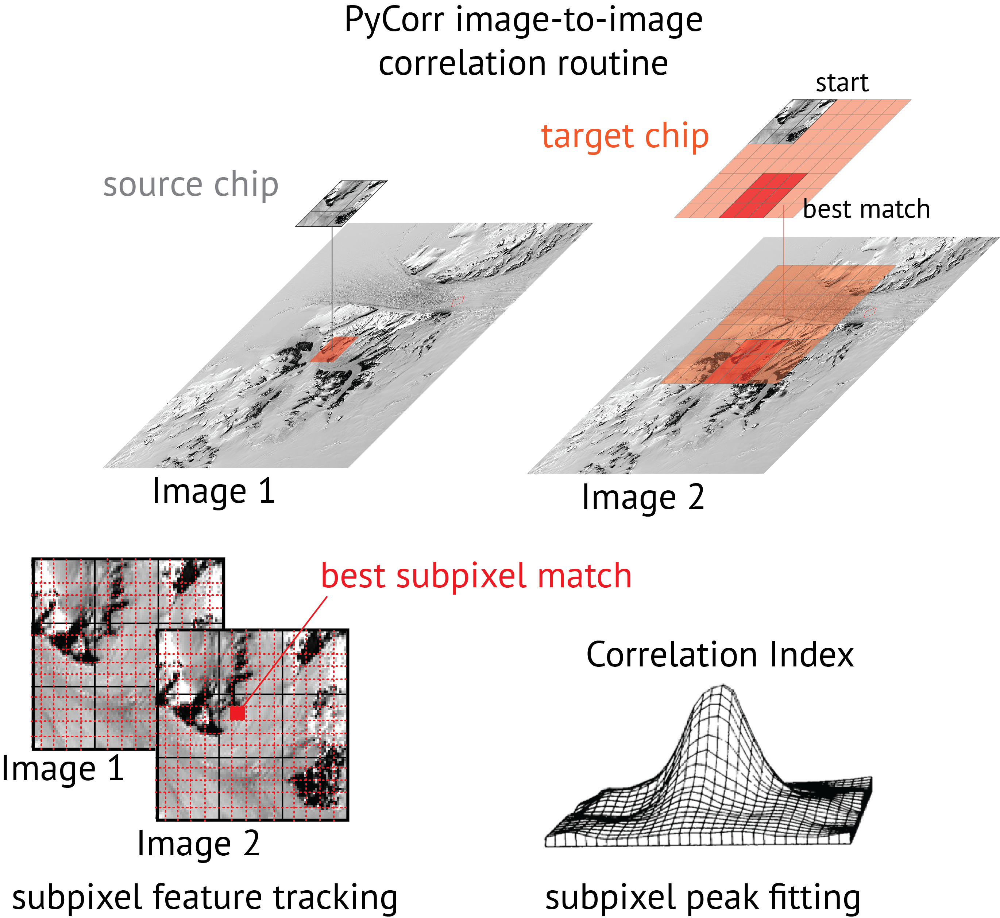 PyCorr image-to-image
correlation routine
start
target chip
source chip
best match
Image 1
Image 2
best subpixel match
Correlation Index
Image 1
Image 2
subpixel feature tracking
subpixel peak fitting